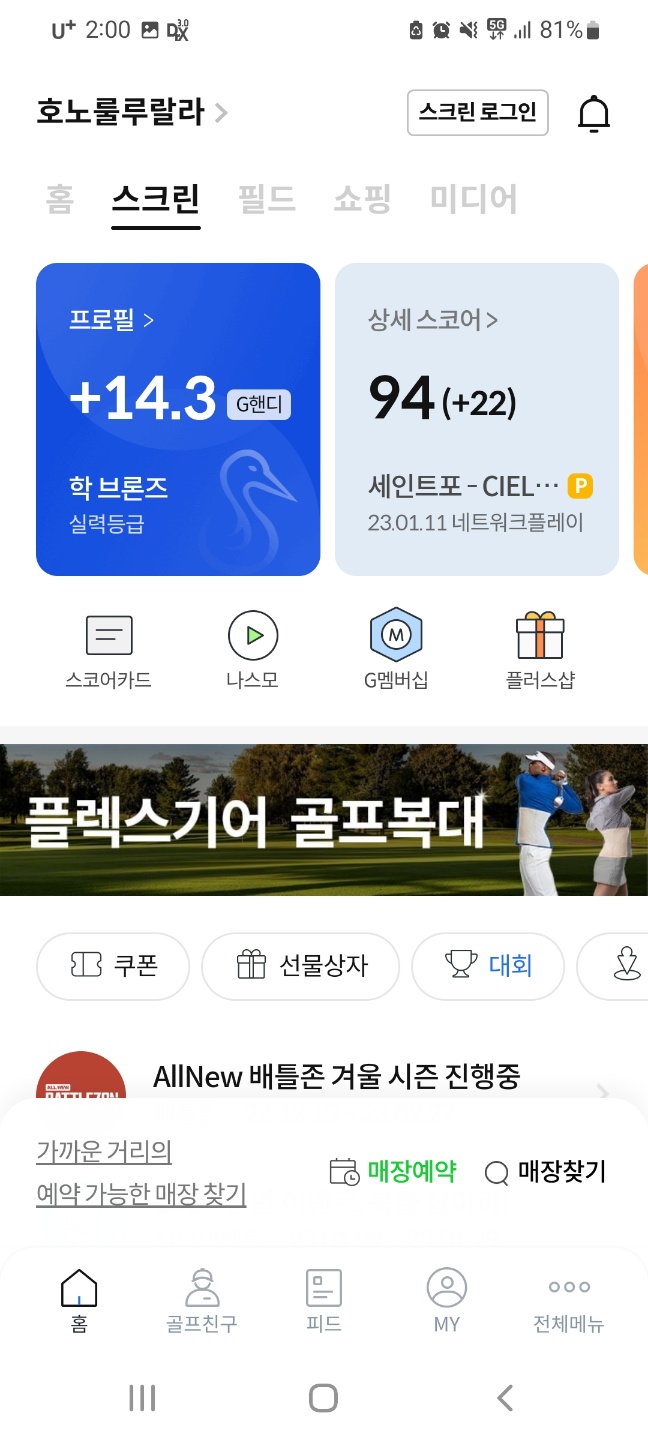 U+ 2:00 3.0 DIX 5G 81%
호노룰루랄라 >
스크린 로그인
홈 스크린 필드 쇼핑 미디어
프로필 >
+14.3 G핸디
학 브론즈
실력등급
상세 스코어 >
94 (+22)
세인트포 - CIEL··· P
23.01.11 네트워크플레이
스코어카드 나스모 M G멤버십 플러스샵
플렉스기어 골프복대
쿠폰 선물상자 대회
AllNew 배틀존 겨울 시즌 진행중
가까운 거리의
예약 가능한 매장 찾기
매장예약 매장찾기
홈 골프친구 피드 MY 전체메뉴